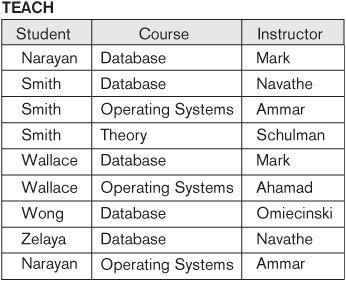 TEACH
Student Course Instructor
Narayan Database Mark
Smith Database Navathe
Smith Operating Systems Ammar
Smith Theory Schulman
Wallace Database Mark
Wallace Operating Systems Ahamad
Wong Database Omiecinski
Zelaya Database Navathe
Narayan Operating Systems Ammar